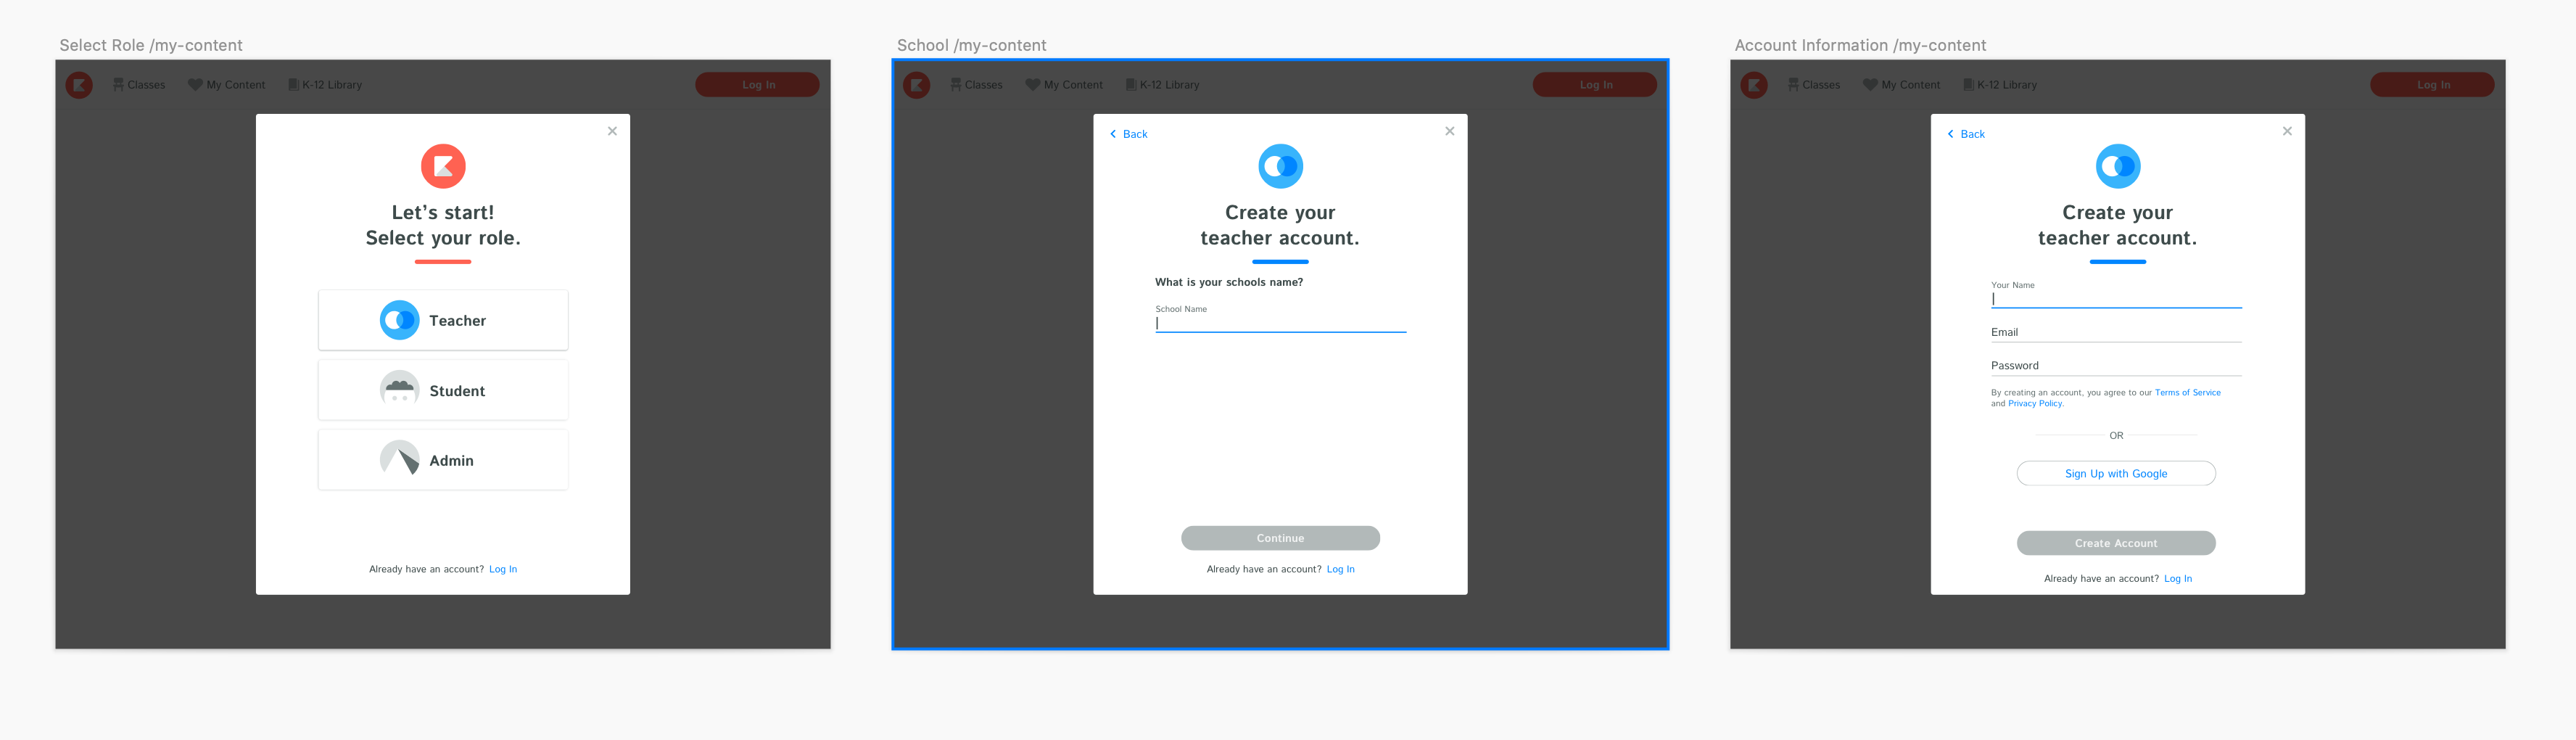 Select Role /my-content
Classes
My Content
K-12 Library
Log In
Let's start!
Select your role.
Teacher
Student
Admin
Already have an account? Log In
School /my-content
Classes
My Content
K-12 Library
Log In
Back
Create your
teacher account.
What is your schools name?
School Name
Continue
Already have an account? Log In
Account Information /my-content
Classes
My Content
K-12 Library
Log In
Back
Create your
teacher account.
Your Name
Email
Password
By creating an account, you agree to our Terms of Service
and Privacy Policy.
OR
Sign Up with Google
Create Account
Already have an account? Log In